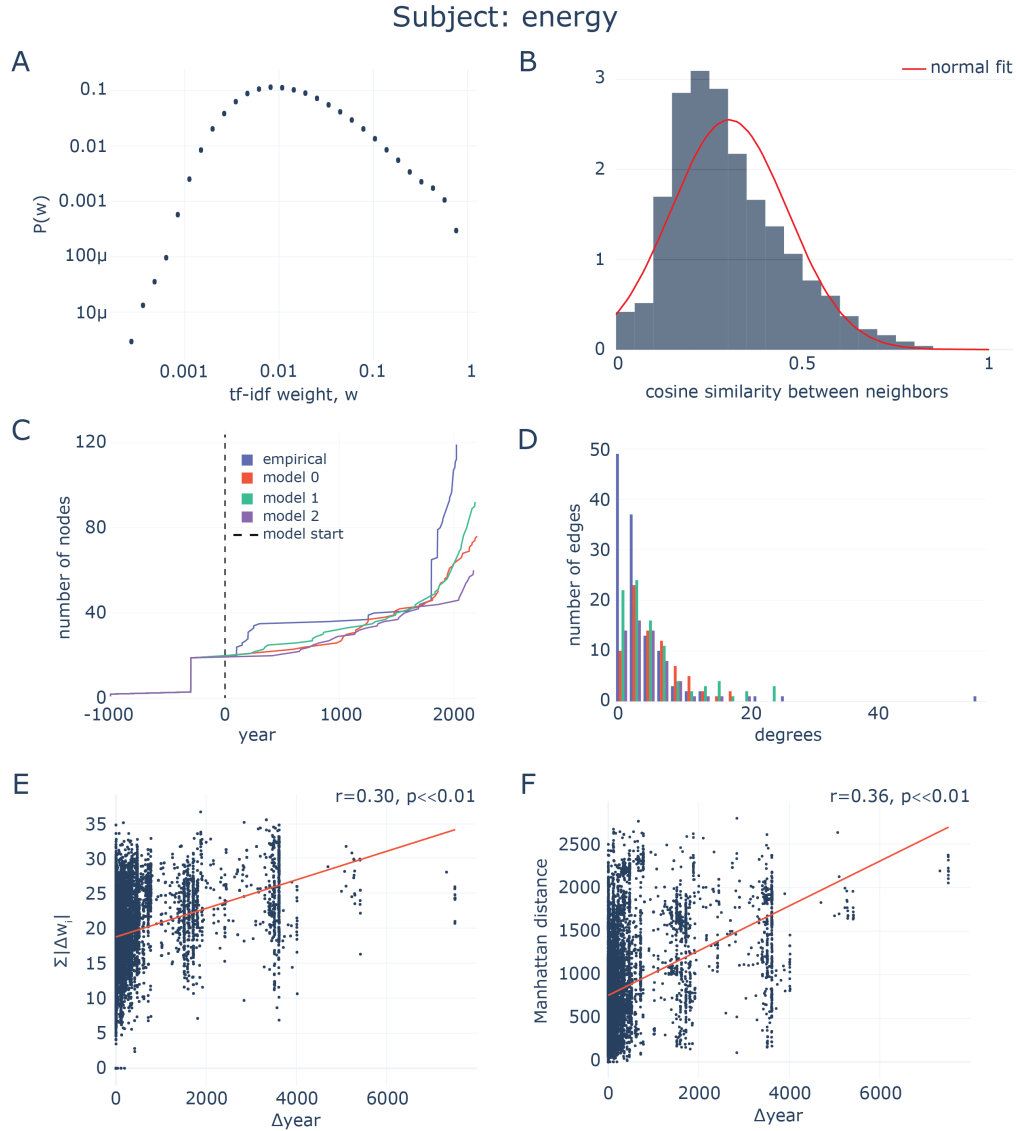 Subject: energy
A
0.1
0.01
0.001
100μ
10μ
P(w)
0.001
0.01
0.1
1
tf-idf weight, w
B
normal fit
3
2
1
0
0
0.5
1
cosine similarity between neighbors
C
120
80
40
0
number of nodes
empirical
model 0
model 1
model 2
model start
-1000
0
1000
2000
year
D
50
40
30
20
10
0
number of edges
0
20
40
degrees
E
r=0.30, p<<0.01
35
30
25
20
15
10
5
0
Σ|Δwᵢ|
0
2000
4000
6000
Δyear
F
r=0.36, p<<0.01
2500
2000
1500
1000
500
0
Manhattan distance
0
2000
4000
6000
Δyear